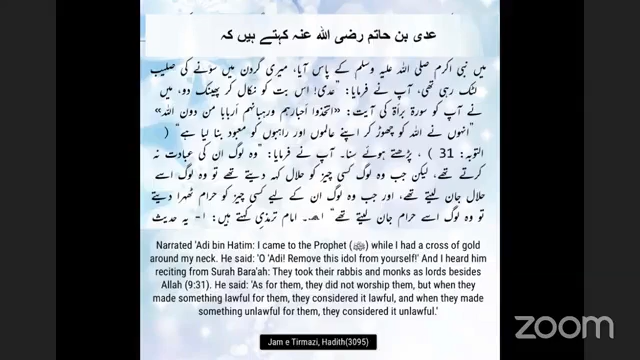 عدی بن حاتم رضی اللہ عنہ کہتے ہیں کہ
میں نبی اکرم صلی اللہ علیہ وسلم کے پاس آیا، میری گردن میں سونے کی صلیب
لٹک رہی تھی، آپ نے فرمایا: ”عدی! اس بت کو نکال کر پھینک دو، میں
نے آپ کو سورۃ برأۃ کی آیت: «اتخذوا أحبارهم ورهبانهم أربابا من دون الله»
”انہوں نے اللہ کو چھوڑ کر اپنے عالموں اور راہبوں کو معبود بنا لیا ہے“ (
التوبہ: 31 ) ، پڑھتے ہوئے سنا۔ آپ نے فرمایا: ”وہ لوگ ان کی عبادت نہ
کرتے تھے، لیکن جب وہ لوگ کسی چیز کو حلال کہہ دیتے تھے تو وہ لوگ اسے
حلال جان لیتے تھے، اور جب وہ لوگ ان کے لیے کسی چیز کو حرام ٹھہرا دیتے
تو وہ لوگ اسے حرام جان لیتے تھے“ ا؎۔ امام ترمذی کہتے ہیں: ۱- یہ حدیث
Narrated 'Adi bin Hatim: I came to the Prophet (ﷺ) while I had a cross of gold
around my neck. He said: 'O 'Adi! Remove this idol from yourself!' And I heard him
reciting from Surah Bara'ah: They took their rabbis and monks as lords besides
Allah (9:31). He said: 'As for them, they did not worship them, but when they
made something lawful for them, they considered it lawful, and when they made
something unlawful for them, they considered it unlawful.'
Jam e Tirmazi, Hadith(3095)
zoom